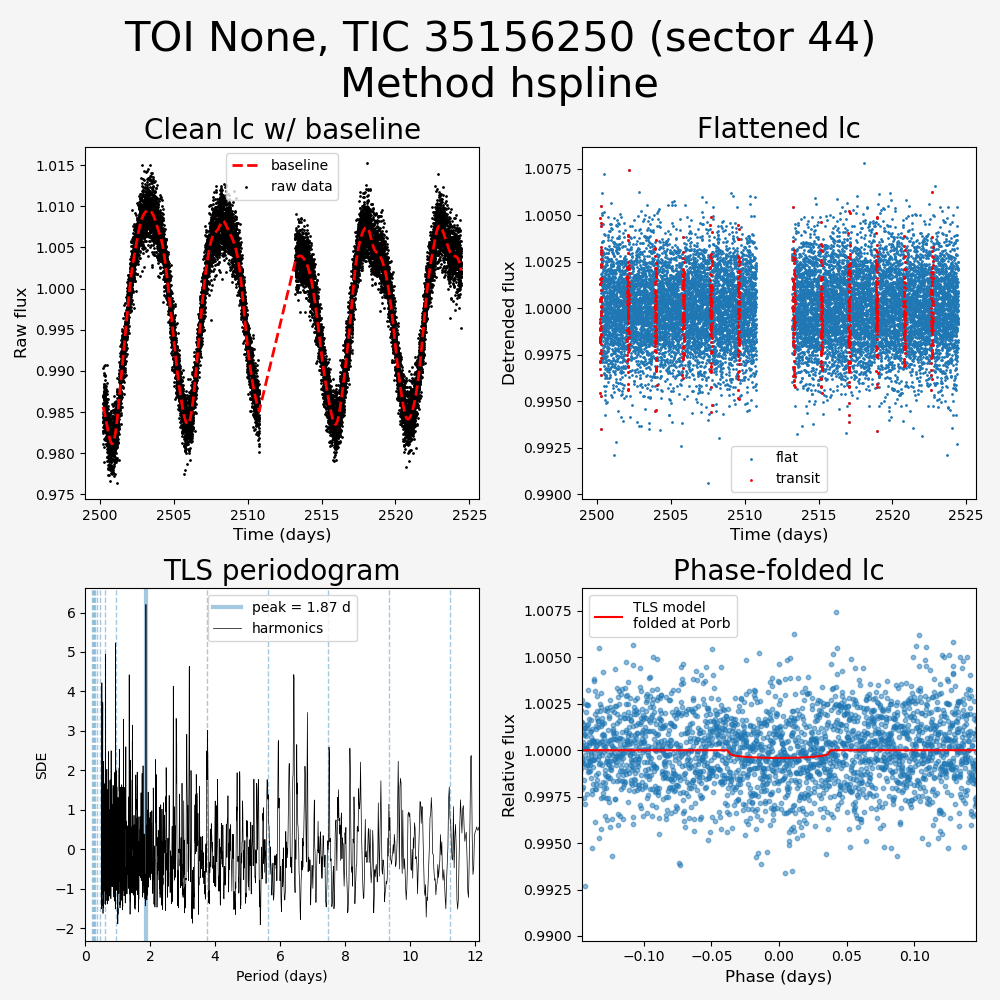 TOI None, TIC 35156250 (sector 44)
Method hspline
Clean lc w/ baseline
baseline
raw data
Raw flux
1.015
1.010
1.005
1.000
0.995
0.990
0.985
0.980
0.975
2500
2505
2510
2515
2520
2525
Time (days)
Flattened lc
Detrended flux
1.0075
1.0050
1.0025
1.0000
0.9975
0.9950
0.9925
0.9900
flat
transit
2500
2505
2510
2515
2520
2525
Time (days)
TLS periodogram
peak = 1.87 d
harmonics
SDE
6
5
4
3
2
1
0
−1
−2
0
2
4
6
8
10
12
Period (days)
Phase-folded lc
TLS model
folded at Porb
Relative flux
1.0075
1.0050
1.0025
1.0000
0.9975
0.9950
0.9925
0.9900
−0.10
−0.05
0.00
0.05
0.10
Phase (days)